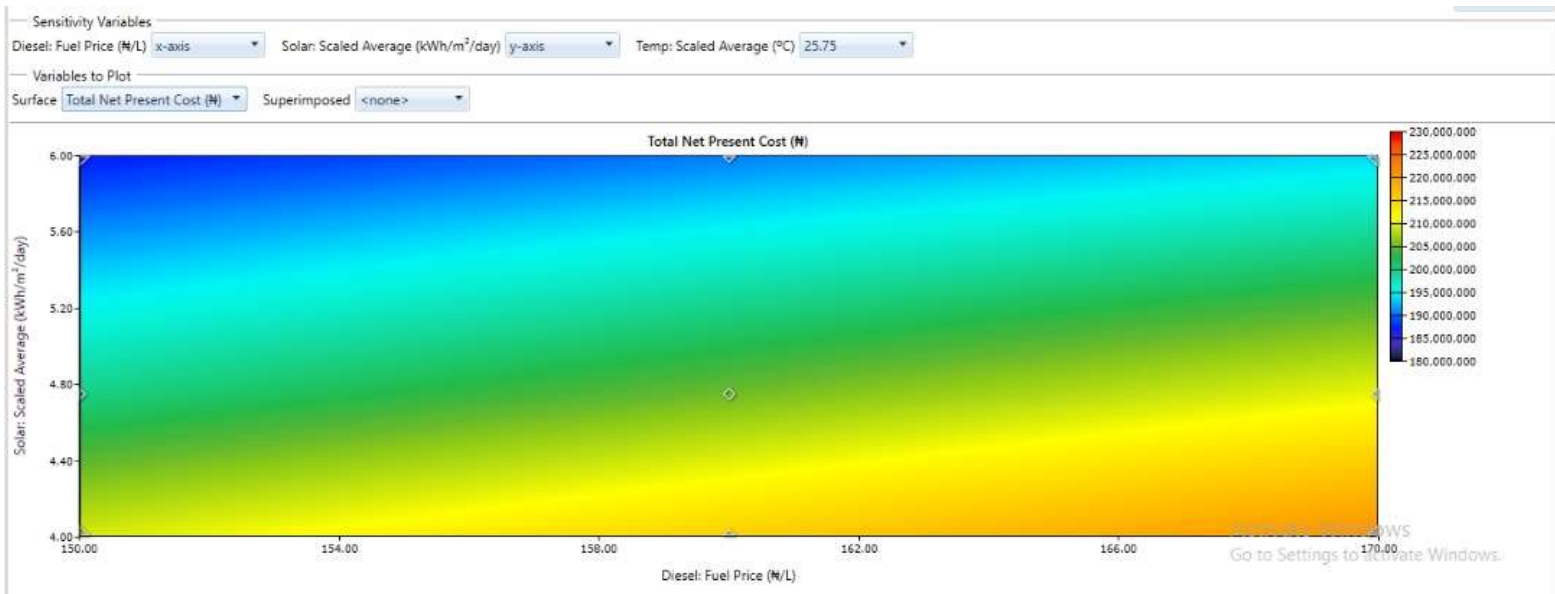 Sensitivity Variables
Diesel: Fuel Price (₦/L) x-axis Solar: Scaled Average (kWh/m²/day) y-axis Temp: Scaled Average (ºC) 25.75
Variables to Plot
Surface Total Net Present Cost (₦) Superimposed <none>
Total Net Present Cost (₦)
6.00
5.60
5.20
4.80
4.40
4.00
Solar: Scaled Average (kWh/m²/day)
150.00 154.00 158.00 162.00 166.00 170.00
Diesel: Fuel Price (₦/L)
230,000.000
225,000.000
220,000.000
215,000.000
210,000.000
205,000.000
200,000.000
195,000.000
190,000.000
185,000.000
180,000.000
Activate Windows
Go to Settings to activate Windows.